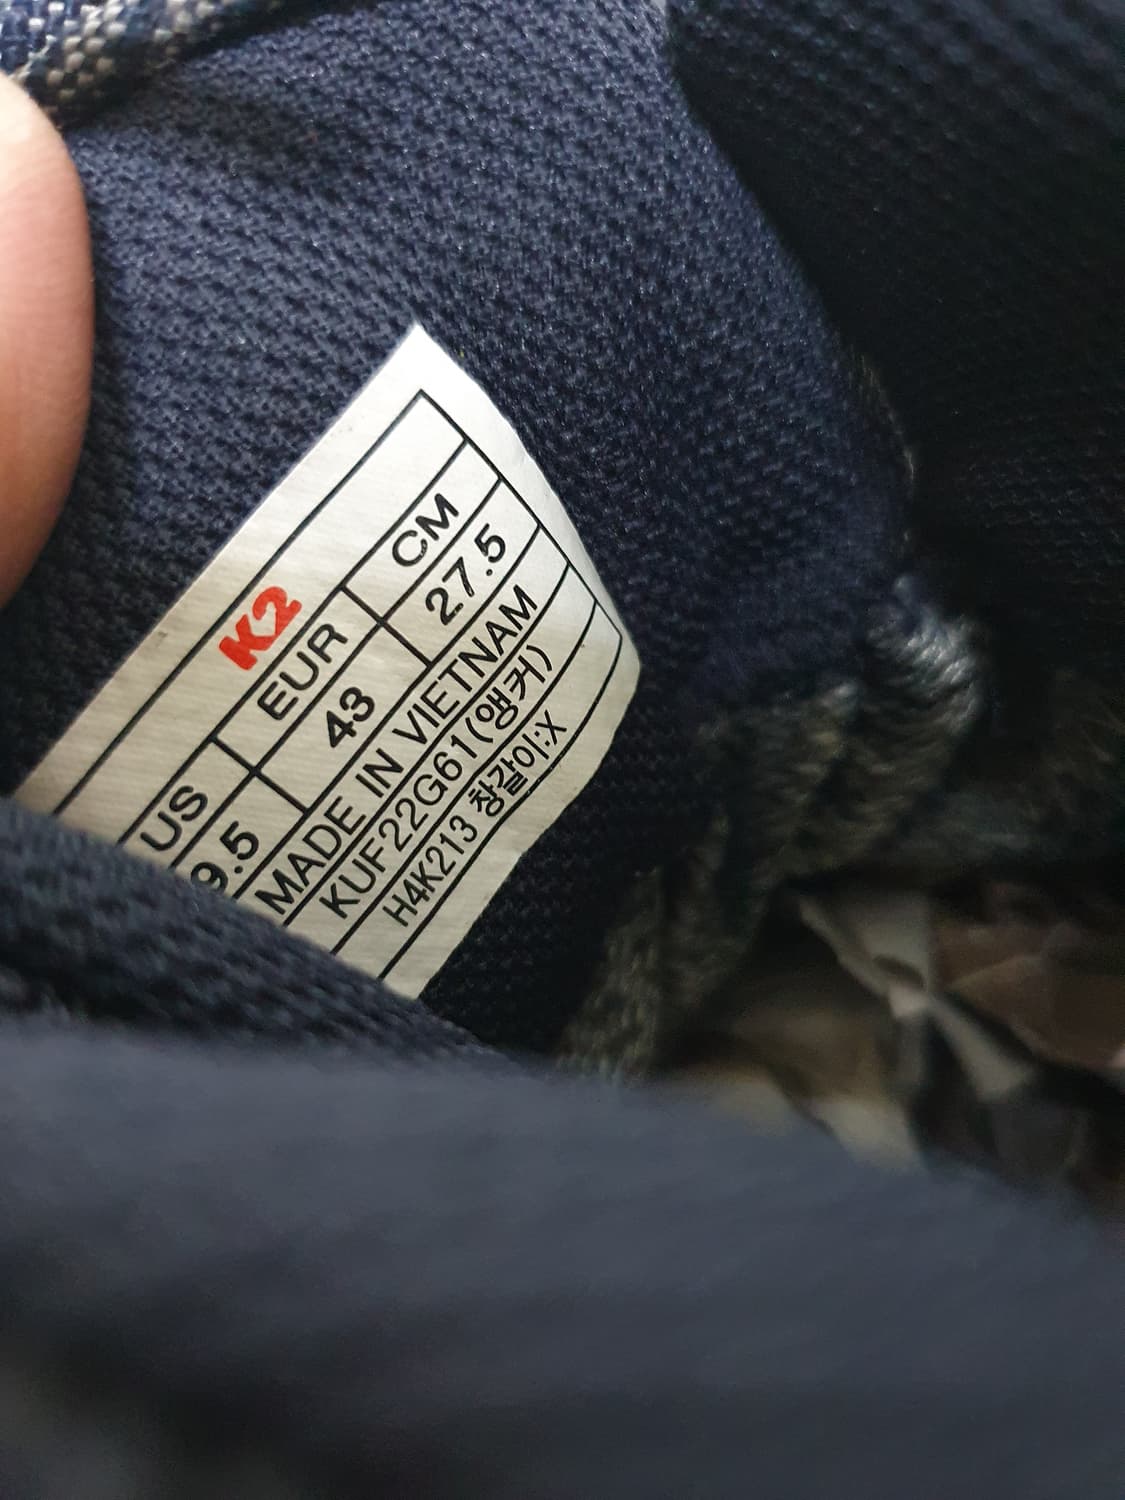 K2
US EUR CM
9.5 43 27.5
MADE IN VIETNAM
KUF22G61(앵커)
H4K213 창갈이:X